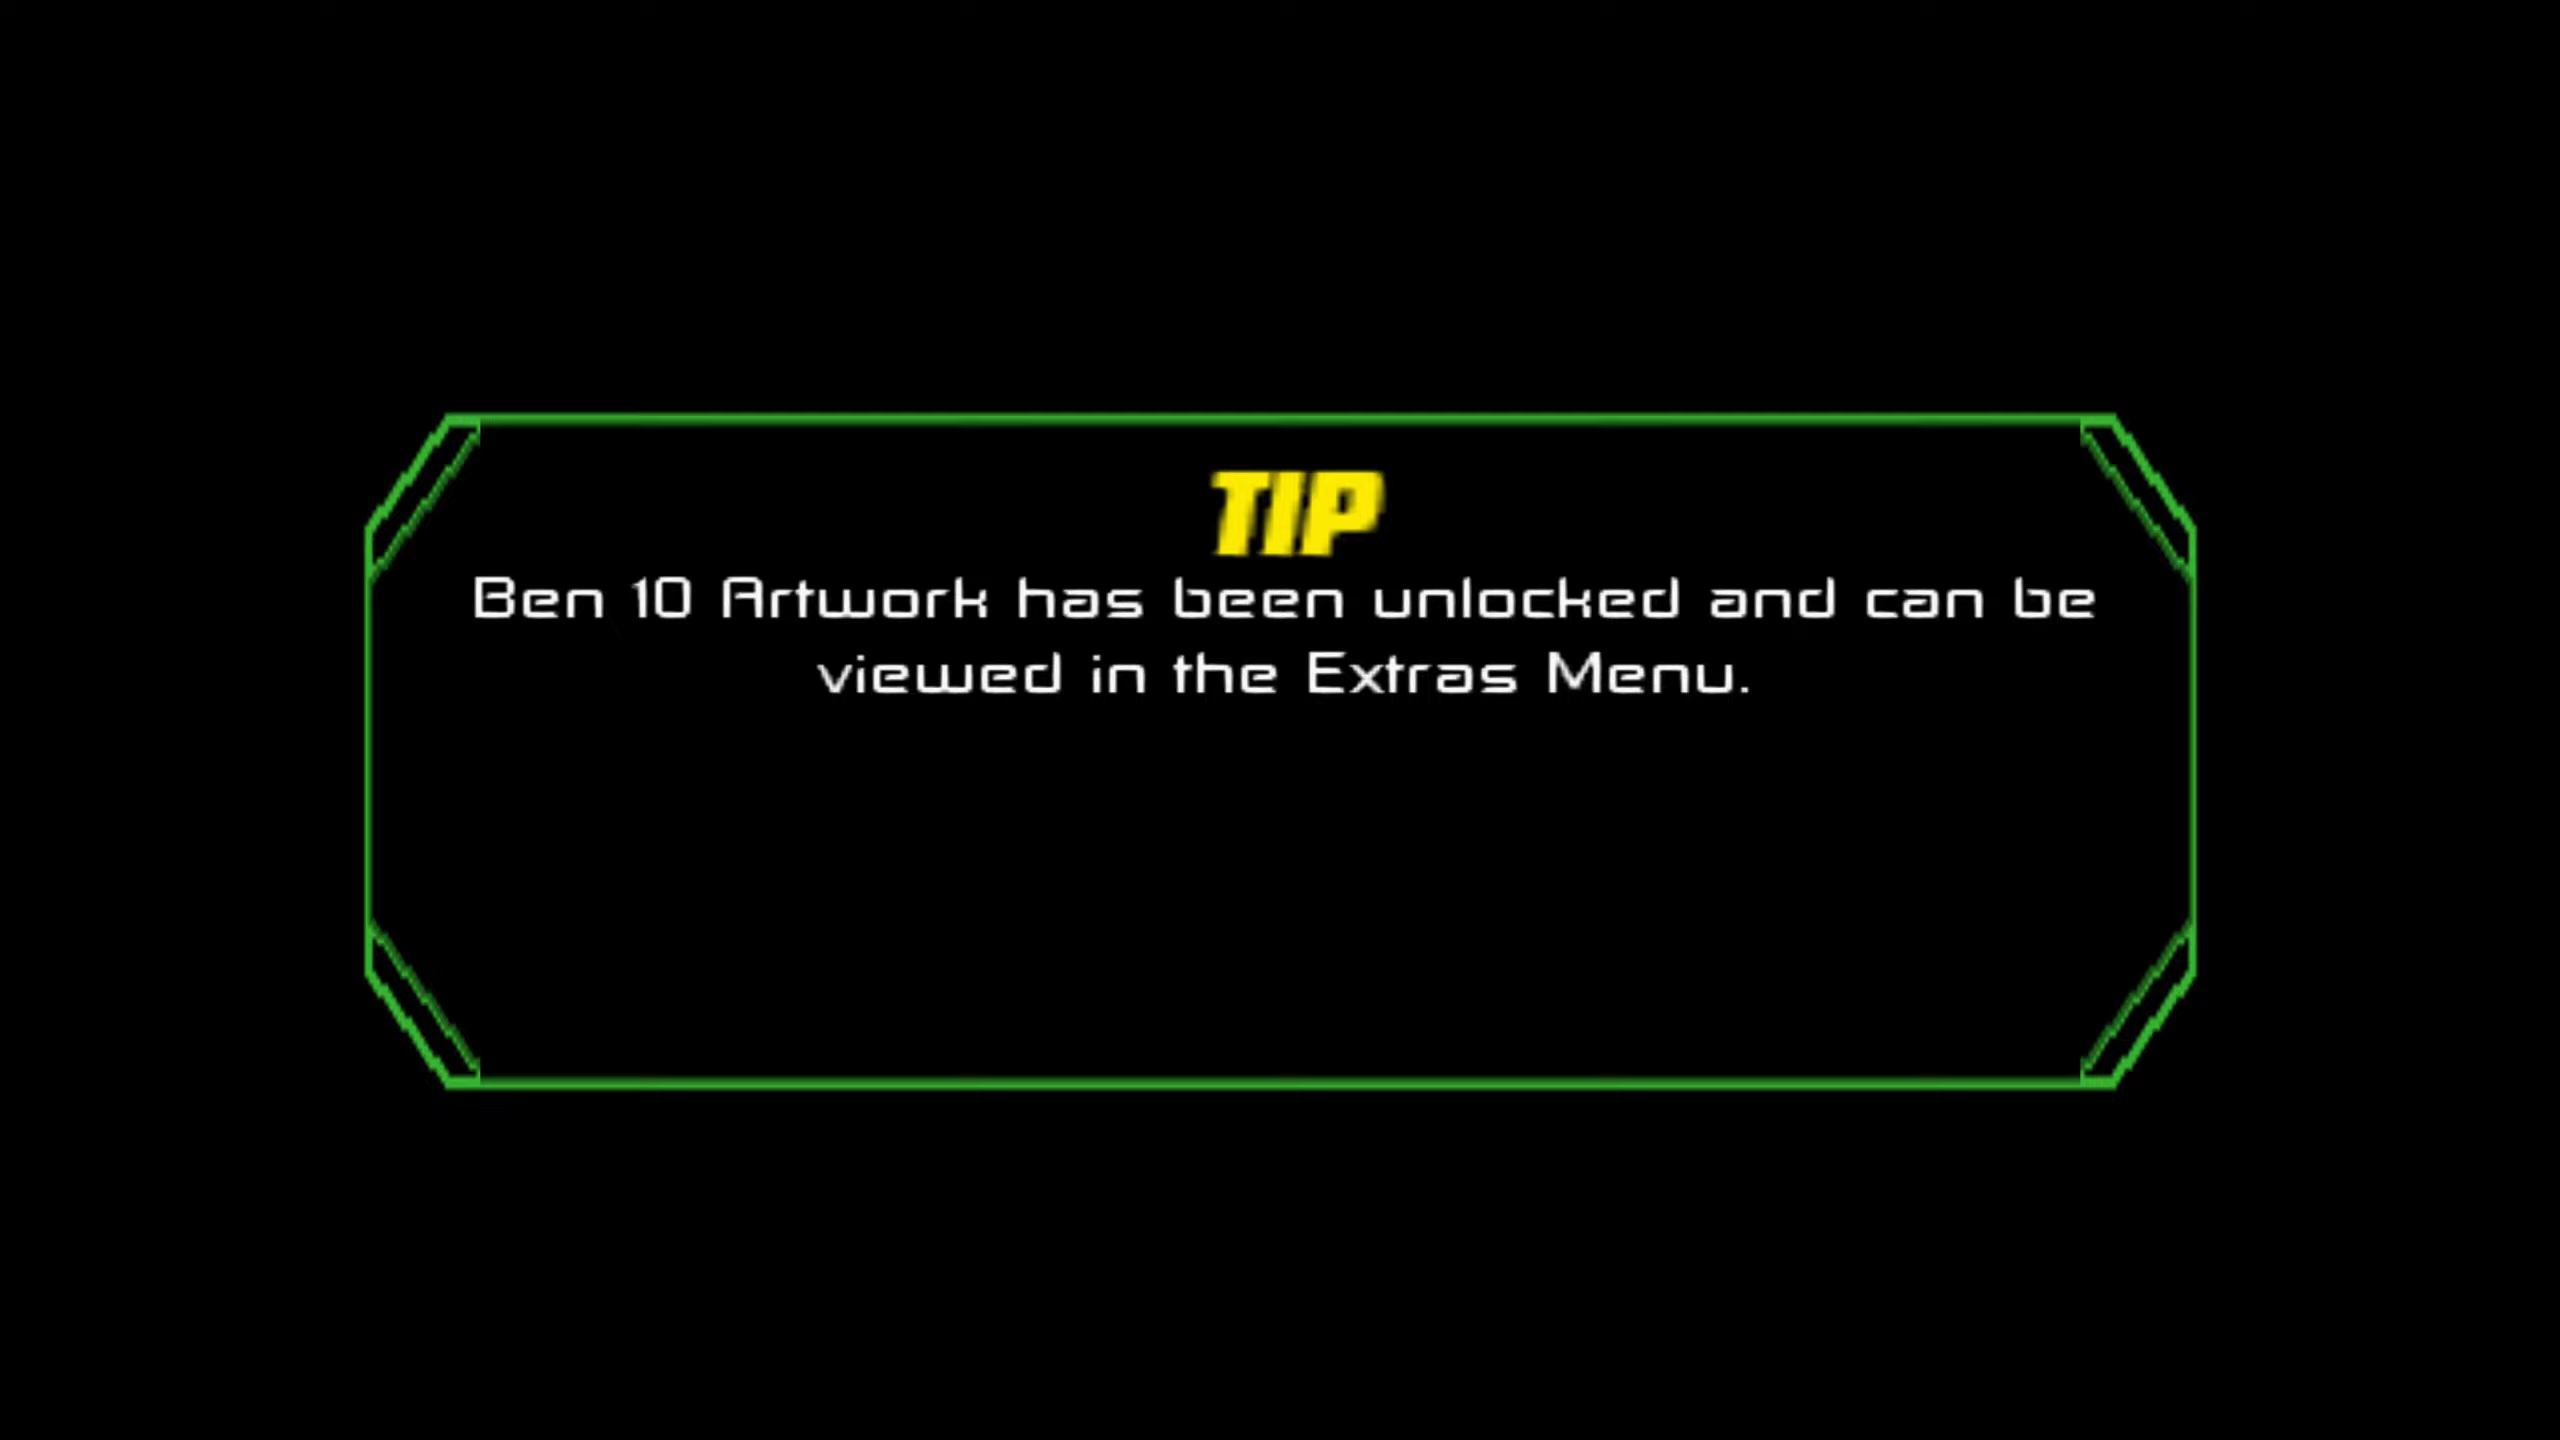 TIP
Ben 10 Artwork has been unlocked and can be
viewed in the Extras Menu.